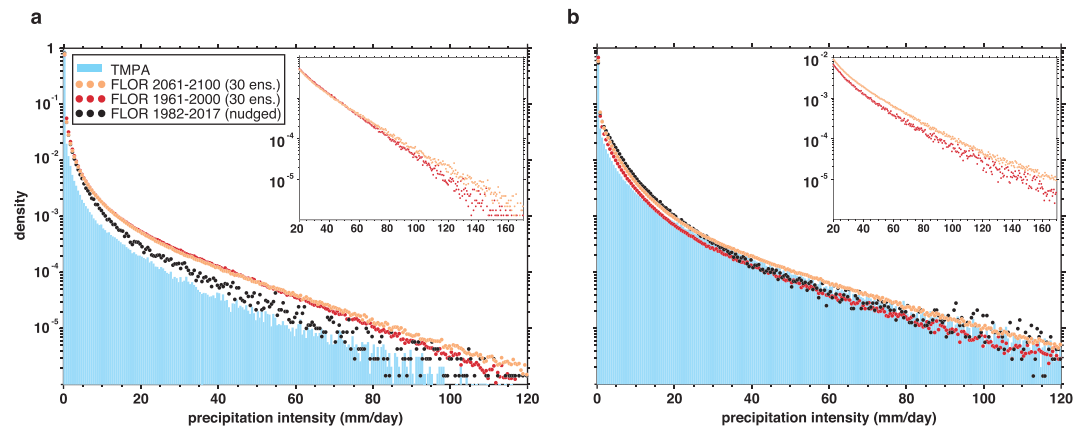 a
b
TMPA
FLOR 2061-2100 (30 ens.)
FLOR 1961-2000 (30 ens.)
FLOR 1982-2017 (nudged)
density
1
10⁻¹
10⁻²
10⁻³
10⁻⁴
10⁻⁵
0 20 40 60 80 100 120
precipitation intensity (mm/day)
10⁻⁴
10⁻⁵
20 40 60 80 100 120 140 160
0 20 40 60 80 100 120
precipitation intensity (mm/day)
10⁻²
10⁻³
10⁻⁴
10⁻⁵
20 40 60 80 100 120 140 160